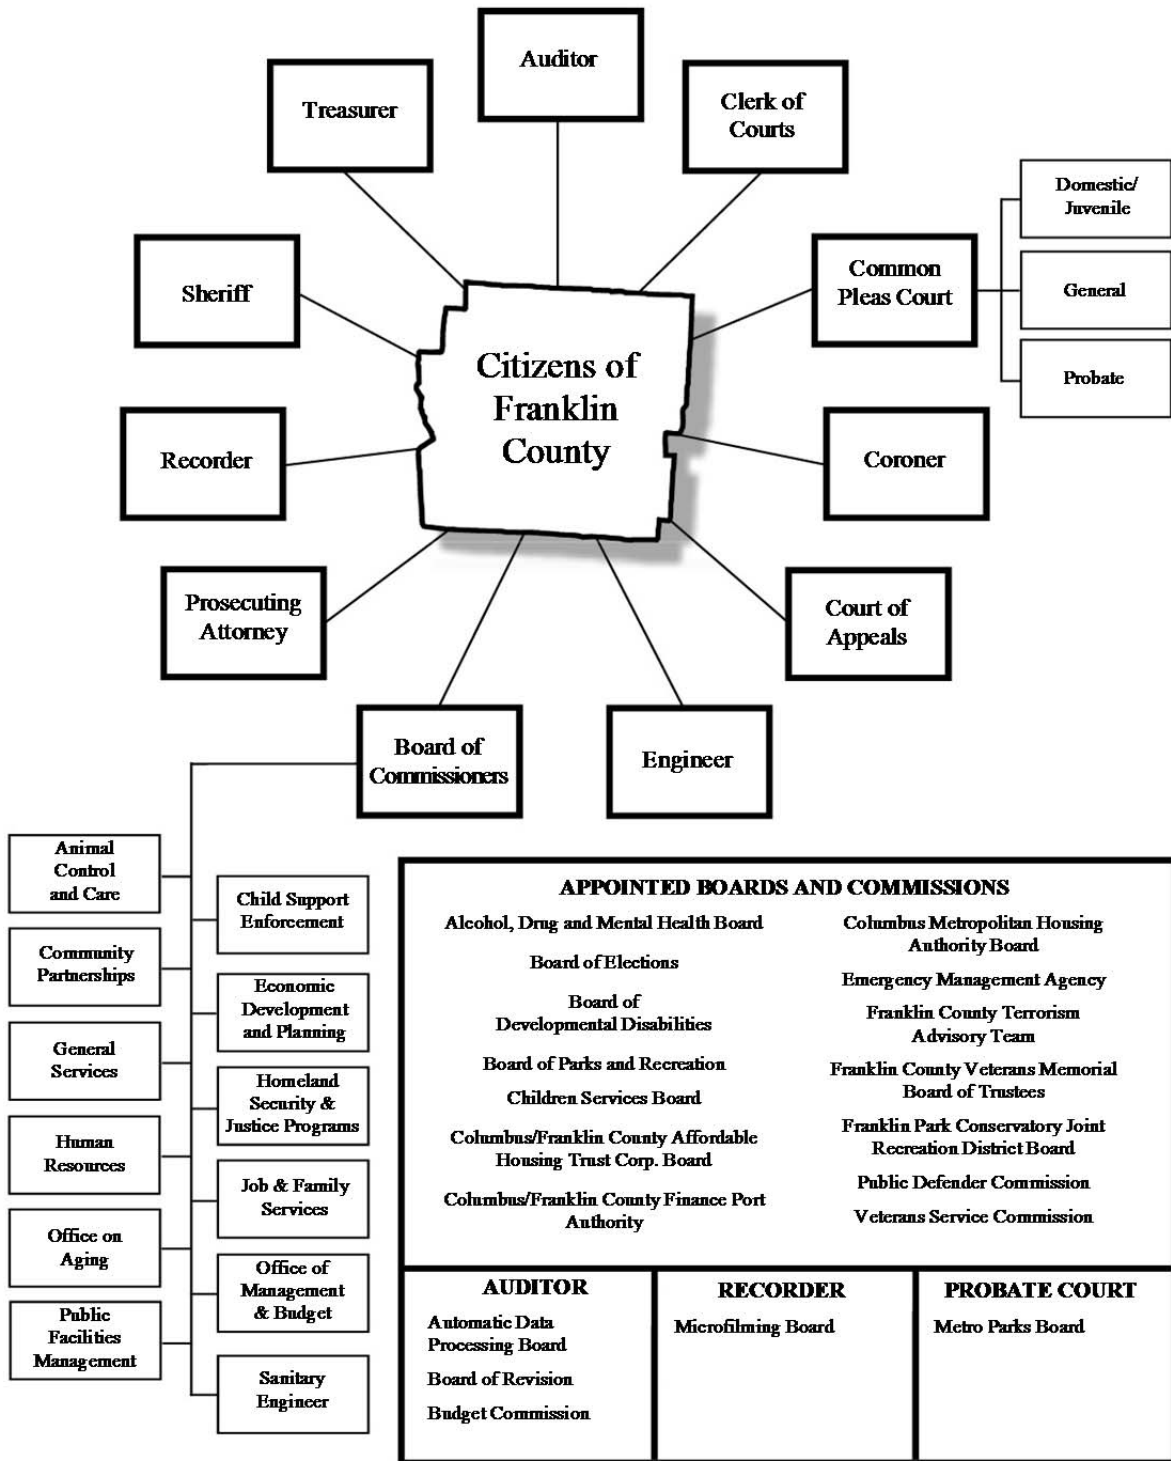 Auditor
Treasurer
Clerk of
Courts
Domestic/
Juvenile
Sheriff
Common
Pleas Court
General
Citizens of
Franklin
County
Probate
Recorder
Coroner
Prosecuting
Attorney
Court of
Appeals
Board of
Commissioners
Engineer
Animal
Control
and Care
Child Support
Enforcement
Community
Partnerships
Economic
Development
and Planning
General
Services
Homeland
Security &
Justice Programs
Human
Resources
Job & Family
Services
Office on
Aging
Office of
Management
& Budget
Public
Facilities
Management
Sanitary
Engineer
APPOINTED BOARDS AND COMMISSIONS
Alcohol, Drug and Mental Health Board
Board of Elections
Board of
Developmental Disabilities
Board of Parks and Recreation
Children Services Board
Columbus/Franklin County Affordable
Housing Trust Corp. Board
Columbus/Franklin County Finance Port
Authority
Columbus Metropolitan Housing
Authority Board
Emergency Management Agency
Franklin County Terrorism
Advisory Team
Franklin County Veterans Memorial
Board of Trustees
Franklin Park Conservatory Joint
Recreation District Board
Public Defender Commission
Veterans Service Commission
AUDITOR
Automatic Data
Processing Board
Board of Revision
Budget Commission
RECORDER
Microfilming Board
PROBATE COURT
Metro Parks Board